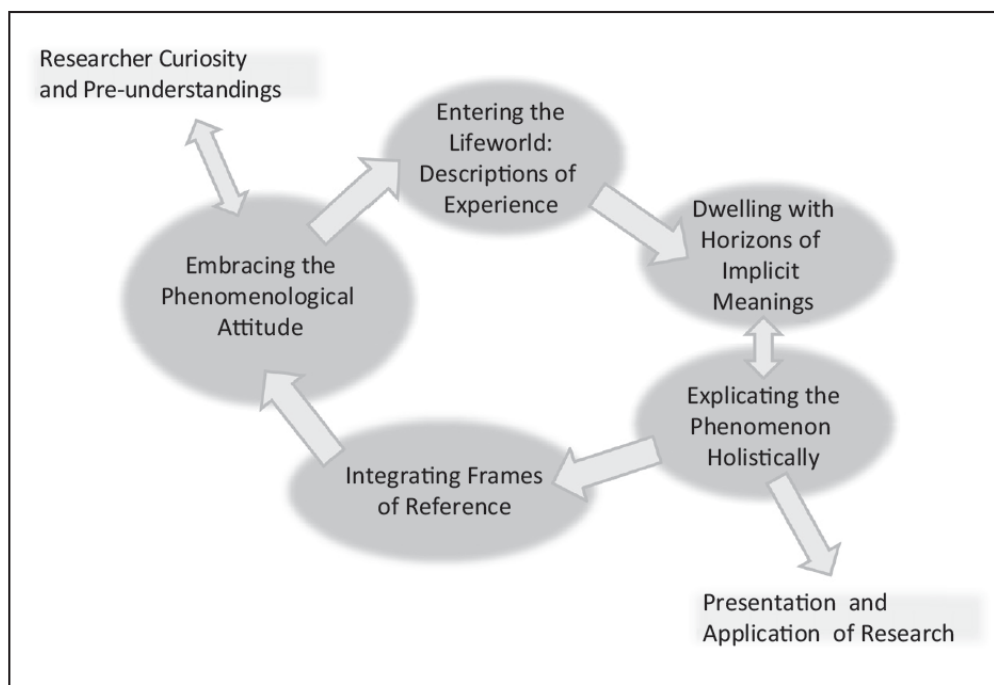 Researcher Curiosity
and Pre-understandings
Entering the
Lifeworld:
Descriptions of
Experience
Dwelling with
Horizons of
Implicit
Meanings
Embracing the
Phenomenological
Attitude
Explicating the
Phenomenon
Holistically
Integrating Frames
of Reference
Presentation and
Application of Research